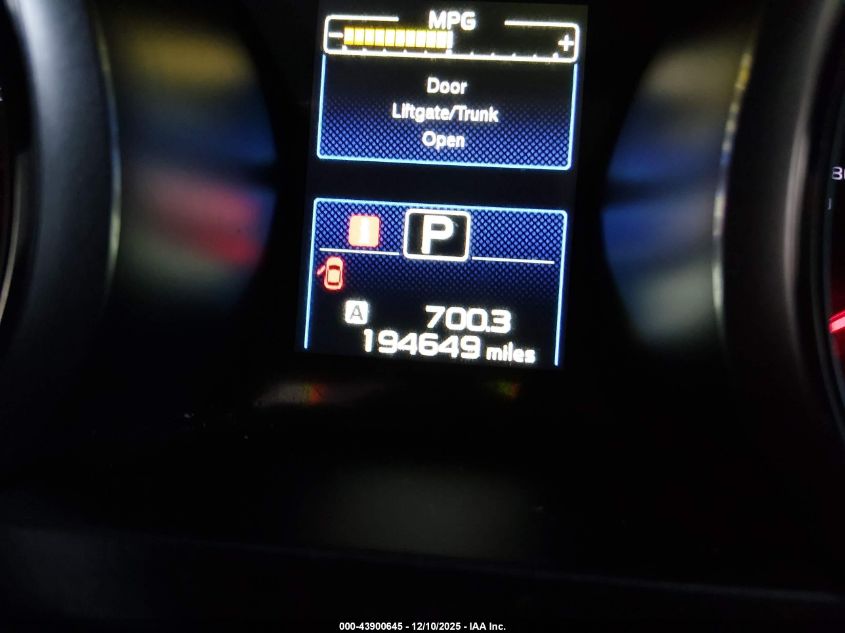 MPG
- +
Door
Liftgate/Trunk
Open
P
A 700.3
194649 miles
000-43900645 - 12/10/2025 - IAA Inc.